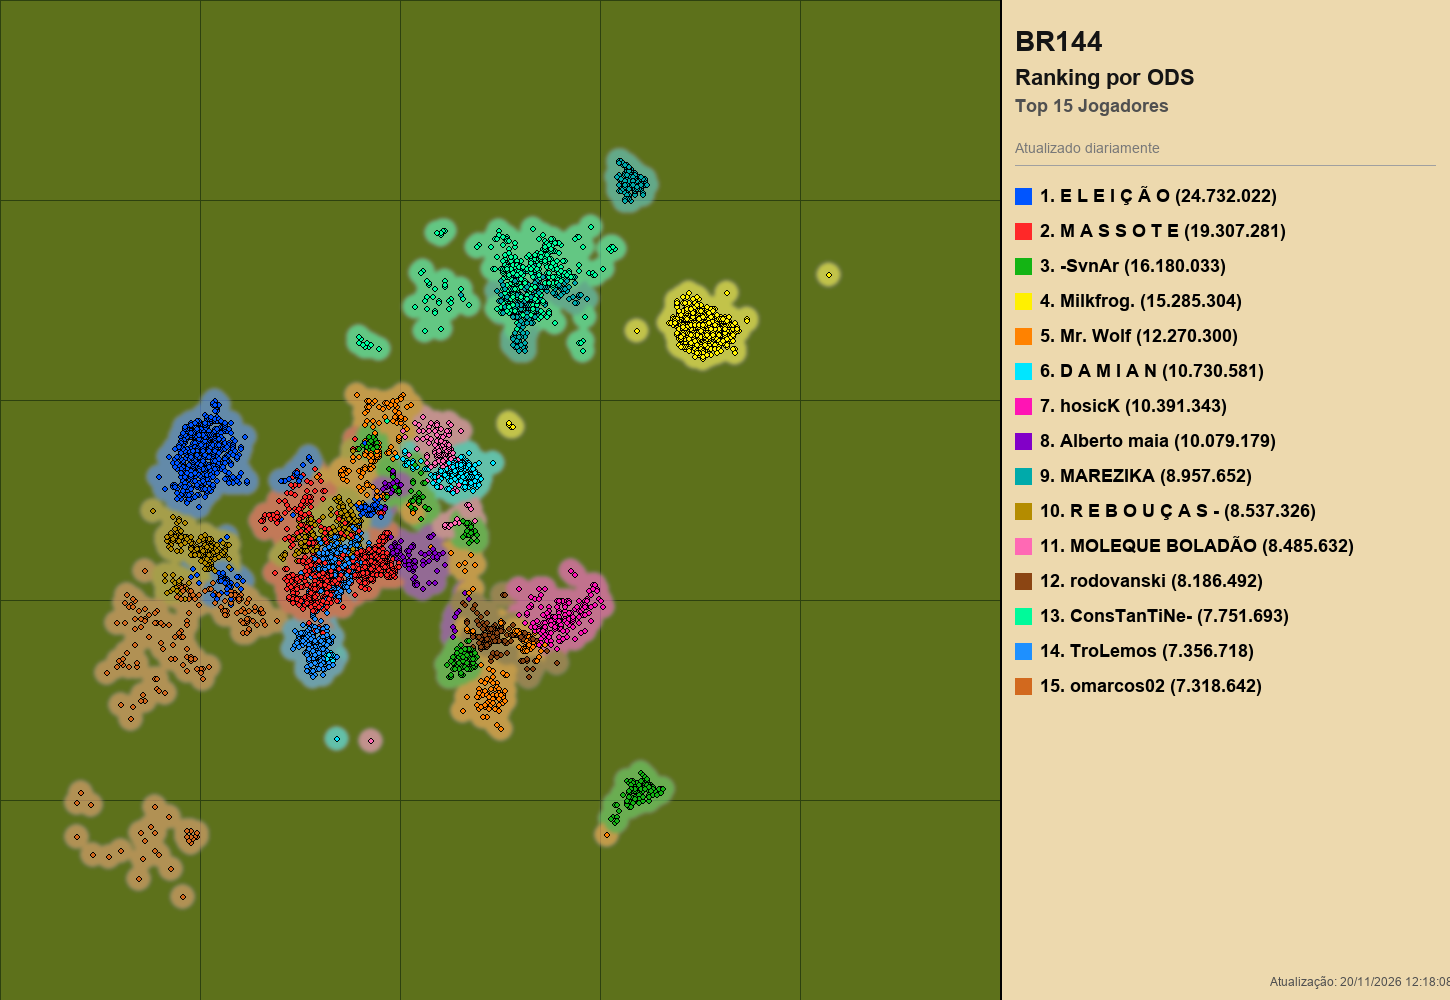 BR144
Ranking por ODS
Top 15 Jogadores
Atualizado diariamente
1. E L E I Ç Ã O (24.732.022)
2. M A S S O T E (19.307.281)
3. -SvnAr (16.180.033)
4. Milkfrog. (15.285.304)
5. Mr. Wolf (12.270.300)
6. D A M I A N (10.730.581)
7. hosicK (10.391.343)
8. Alberto maia (10.079.179)
9. MAREZIKA (8.957.652)
10. R E B O U Ç A S - (8.537.326)
11. MOLEQUE BOLADÃO (8.485.632)
12. rodovanski (8.186.492)
13. ConsTanTiNe- (7.751.693)
14. TroLemos (7.356.718)
15. omarcos02 (7.318.642)
Atualização: 20/11/2026 12:18:08